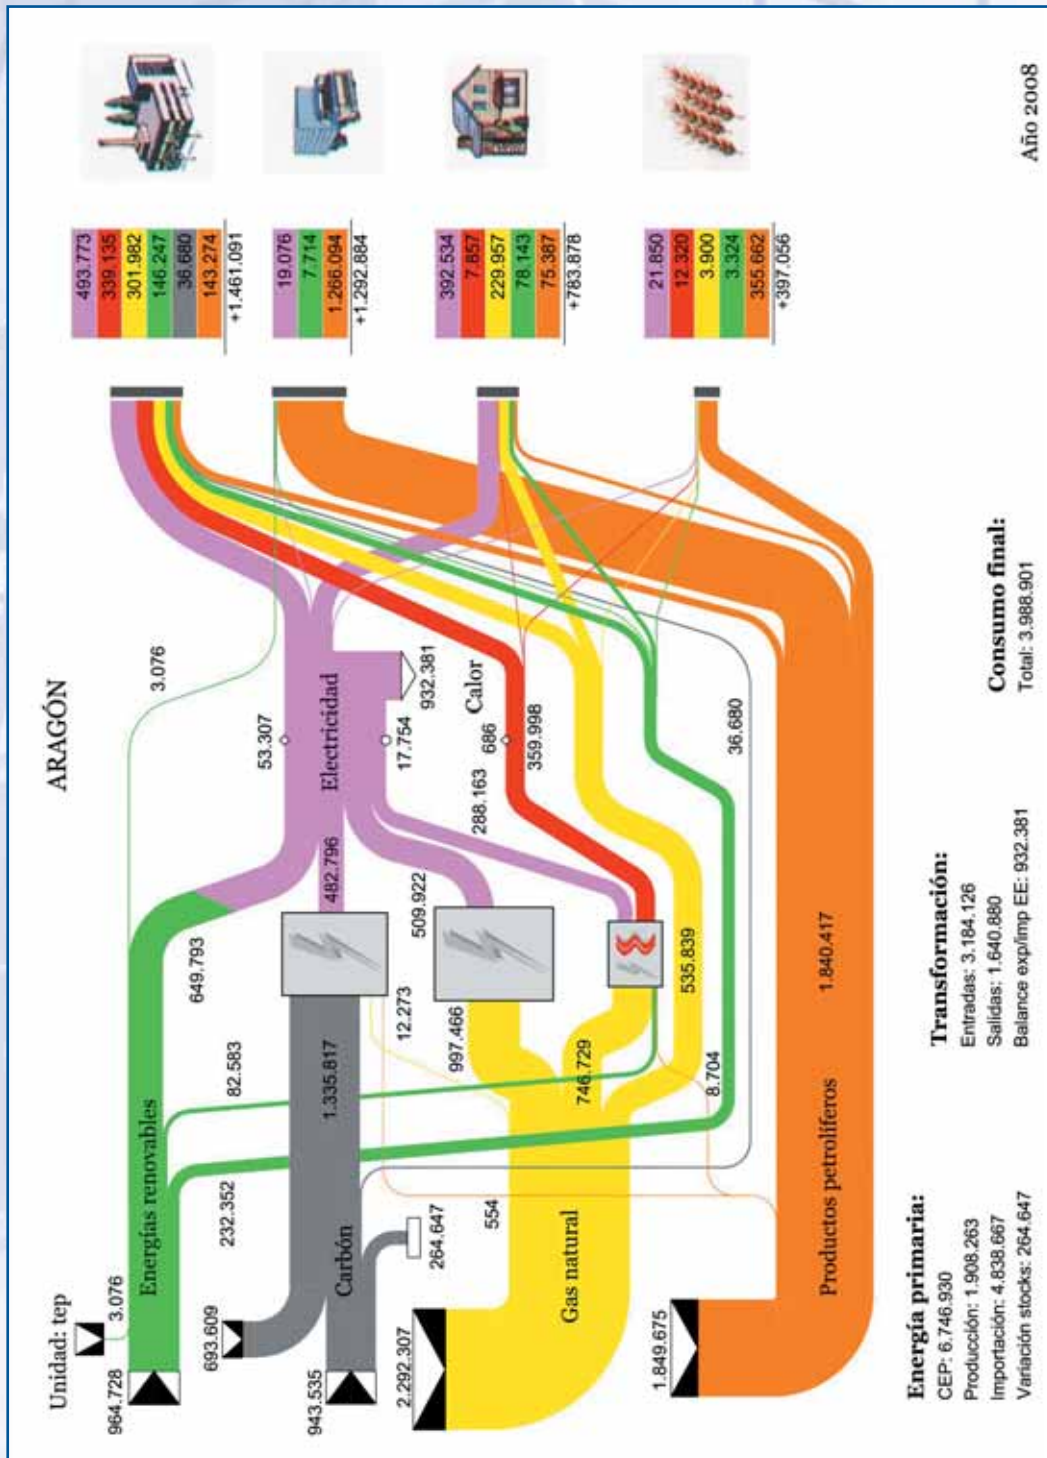 ARAGÓN
Unidad: tep
Año 2008
964.728
3.076
3.076
Energías renovables
649.793
82.583
232.352
693.609
943.535
Carbón
264.647
1.335.817
12.273
482.796
53.307
Electricidad
17.754
932.381
2.292.307
Gas natural
554
997.466
509.922
746.729
288.163
Calor
686
359.998
535.839
8.704
36.680
1.849.675
Productos petrolíferos
1.840.417
493.773
339.135
301.982
146.247
36.680
143.274
+1.461.091
19.076
7.714
1.266.094
+1.292.884
392.534
7.857
229.957
78.143
75.387
+783.878
21.850
12.320
3.900
3.324
355.662
+397.056
Energía primaria:
CEP: 6.746.930
Producción: 1.908.263
Importación: 4.838.667
Variación stocks: 264.647
Transformación:
Entradas: 3.184.126
Salidas: 1.640.880
Balance exp/imp EE: 932.381
Consumo final:
Total: 3.988.901